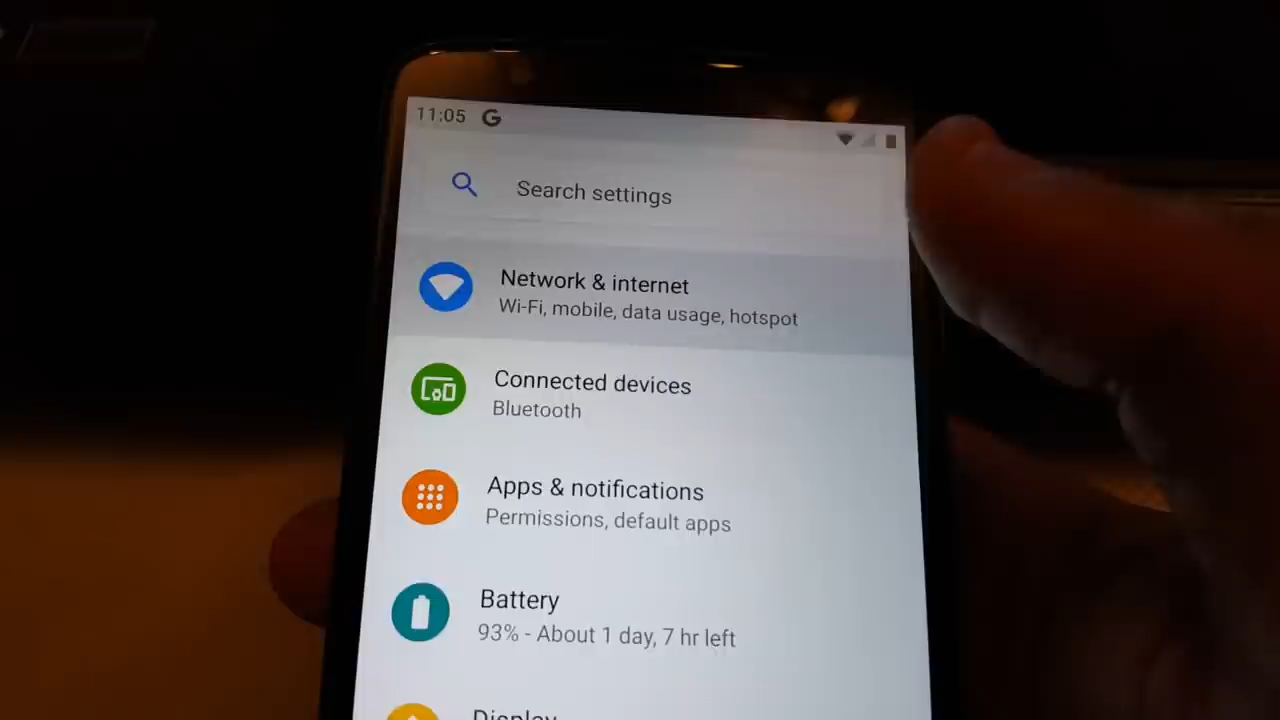 11:05 G
Search settings
Network & internet
Wi-Fi, mobile, data usage, hotspot
Connected devices
Bluetooth
Apps & notifications
Permissions, default apps
Battery
93% - About 1 day, 7 hr left
Display